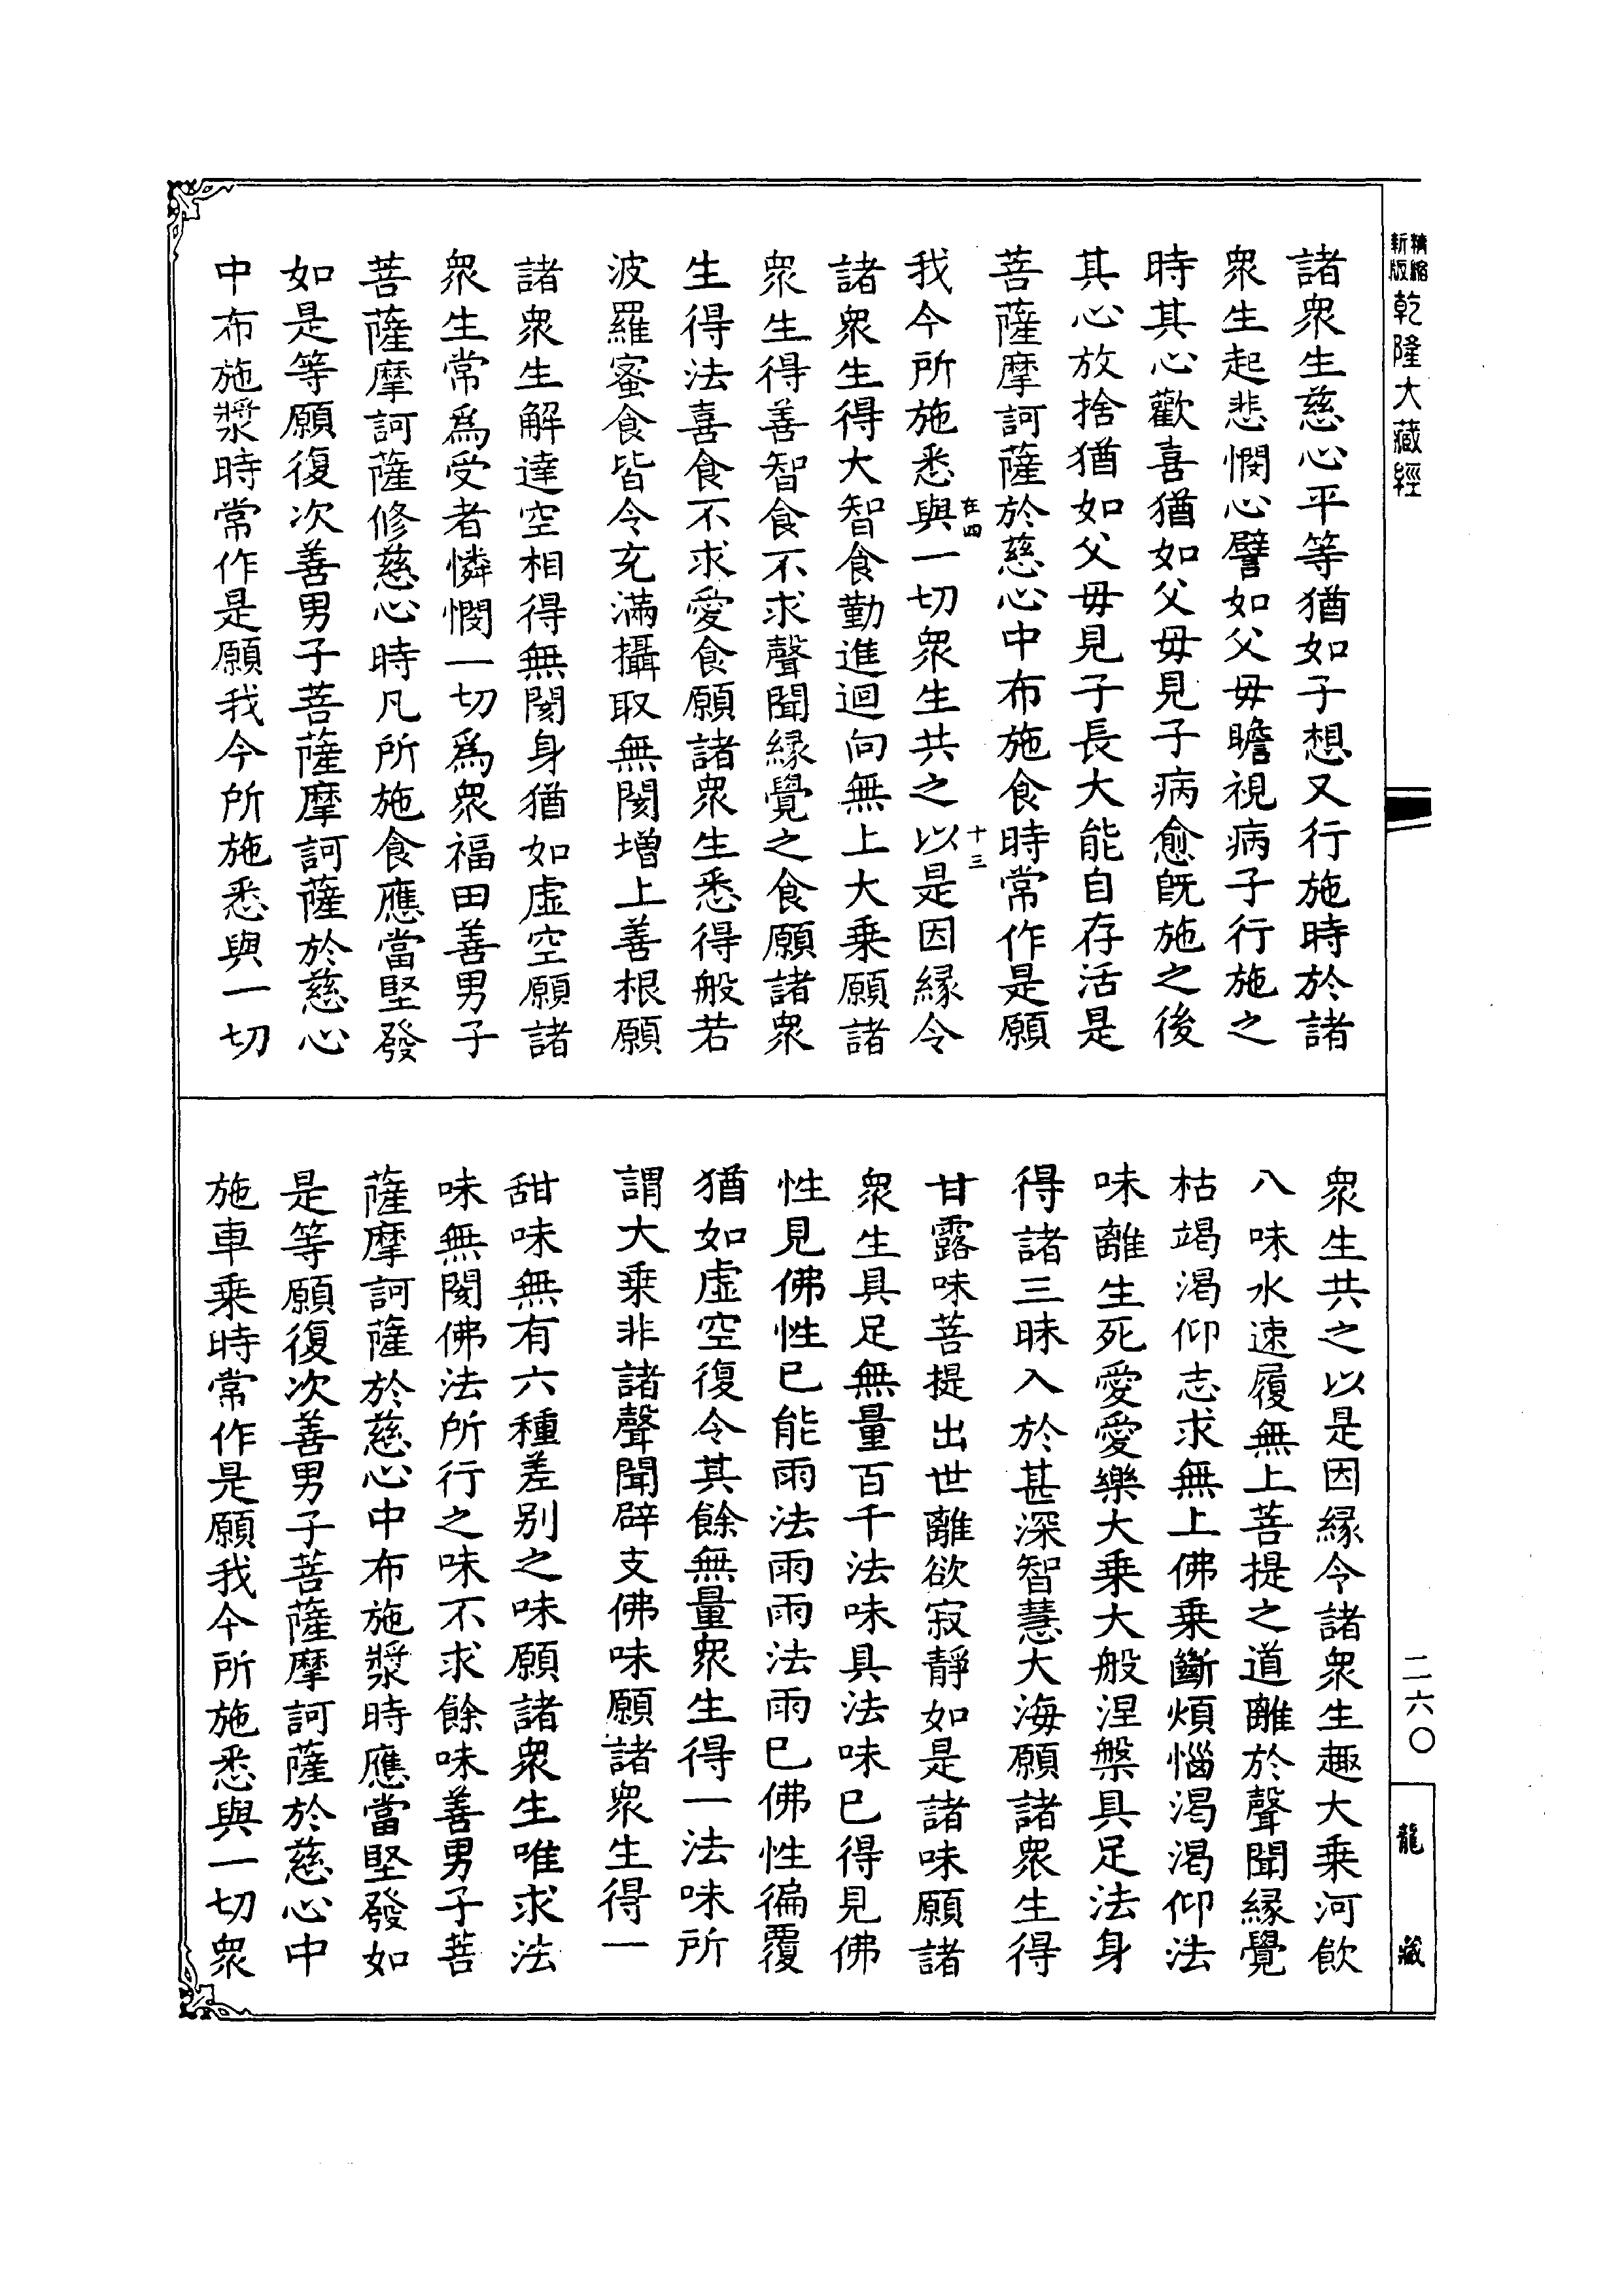 精縮
新版
乾隆大藏經
諸衆生慈心平等猶如子想又行施時於諸
衆生起悲憫心譬如父毋瞻視病子行施之
時其心歡喜猶如父毋見子病愈旣施之後
其心放捨猶如父毋見子長大能自存活是
菩薩摩訶薩於慈心中布施食時常作是願
在四
十三
我今所施悉與一切衆生共之以是因縁令
諸衆生得大智食勤進迴向無上大乗願諸
衆生得善智食不求聲聞縁覺之食願諸衆
生得法喜食不求愛食願諸衆生悉得般若
波羅蜜食皆令充滿攝取無閡增上善根願
諸衆生解達空相得無閡身猶如虛空願諸
衆生常爲受者憐憫一切爲衆福田善男子
菩薩摩訶薩修慈心時凡所施食應當堅發
如是等願復次善男子菩薩摩訶薩於慈心
中布施漿時常作是願我今所施悉與一切
衆生共之以是因縁令諸衆生趣大乗河飲
八味水速履無上菩提之道離於聲聞縁覺
枯竭渴仰志求無上佛乗斷煩惱渴渴仰法
味離生死愛愛樂大乗大般涅槃具足法身
得諸三昧入於甚深智慧大海願諸衆生得
甘露味菩提出世離欲寂靜如是諸味願諸
衆生具足無量百千法味具法味已得見佛
性見佛性已能雨法雨雨法雨已佛性徧覆
猶如虛空復令其餘無量衆生得一法味所
謂大乗非諸聲聞辟支佛味願諸衆生得一
甜味無有六種差别之味願諸衆生唯求法
味無閡佛法所行之味不求餘味善男子菩
薩摩訶薩於慈心中布施漿時應當堅發如
是等願復次善男子菩薩摩訶薩於慈心中
施車乗時常作是願我今所施悉與一切衆
二六〇
龍藏